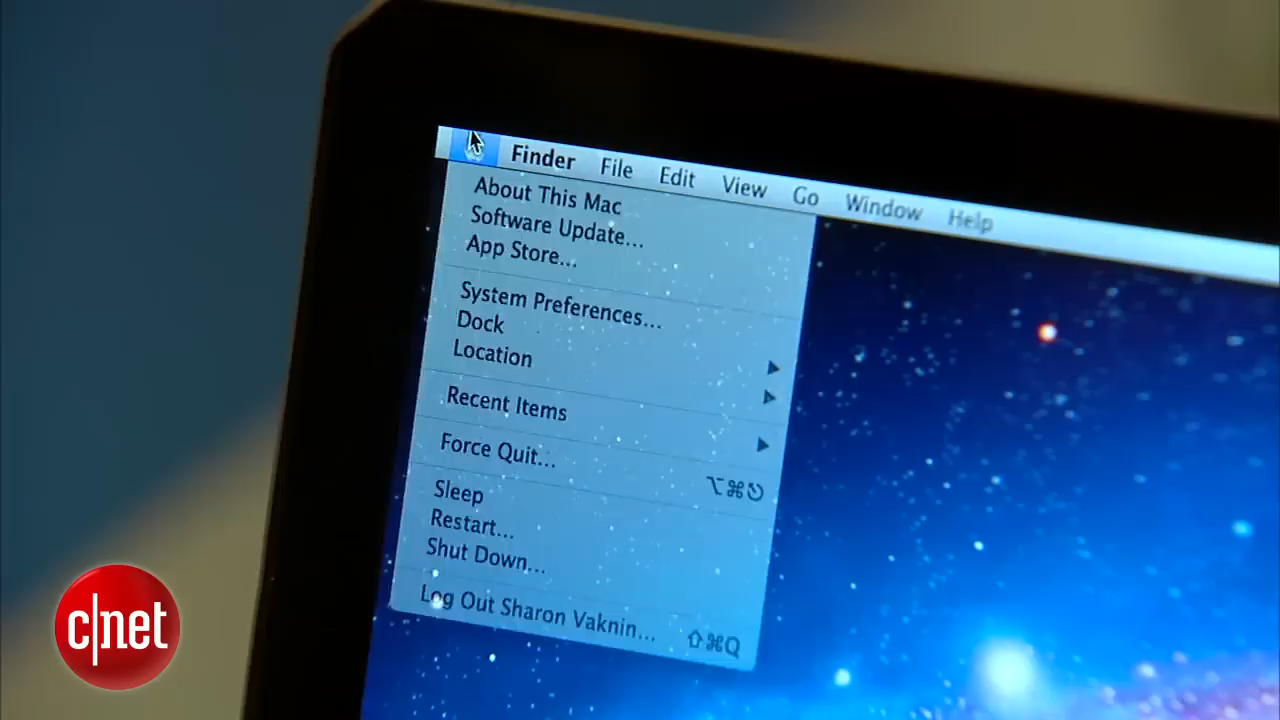 Finder File Edit View Go Window Help
About This Mac
Software Update...
App Store...
System Preferences...
Dock
Location
Recent Items
Force Quit... ⌥⌘⎋
Sleep
Restart...
Shut Down...
Log Out Sharon Vaknin... ⇧⌘Q
c|net